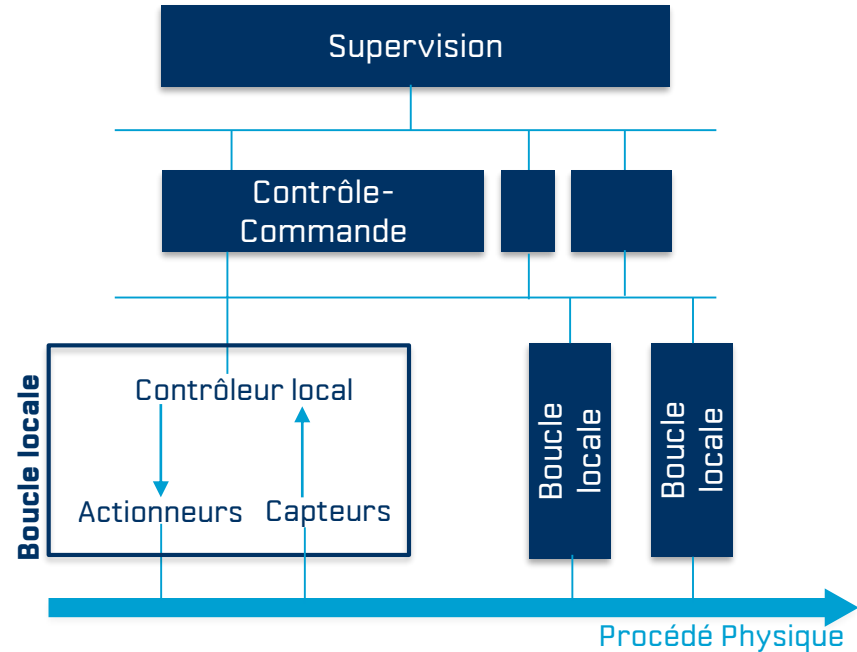 Supervision
Contrôle-
Commande
Boucle locale
Contrôleur local
Actionneurs
Capteurs
Boucle
locale
Boucle
locale
Procédé Physique